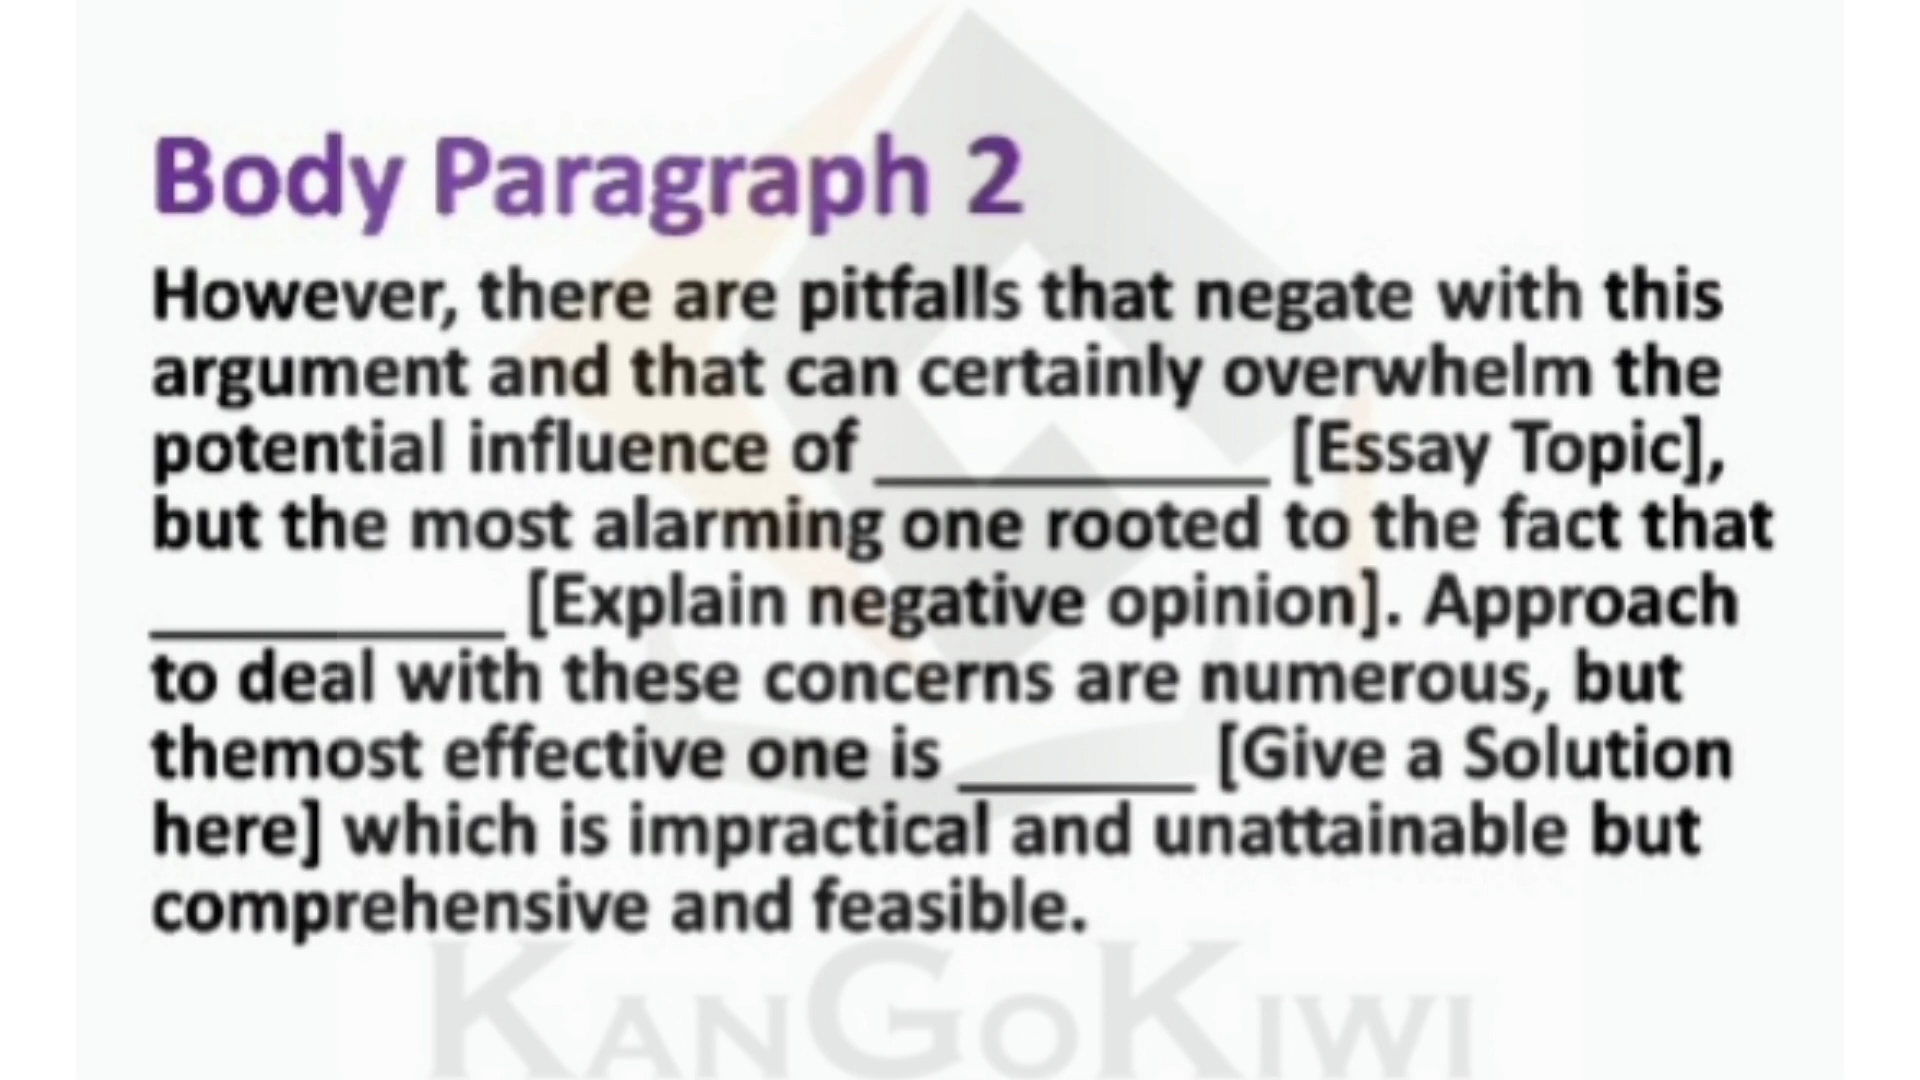 Body Paragraph 2
However, there are pitfalls that negate with this
argument and that can certainly overwhelm the
potential influence of ___________ [Essay Topic],
but the most alarming one rooted to the fact that
__________ [Explain negative opinion]. Approach
to deal with these concerns are numerous, but
themost effective one is _______ [Give a Solution
here] which is impractical and unattainable but
comprehensive and feasible.
KANGOKIWI